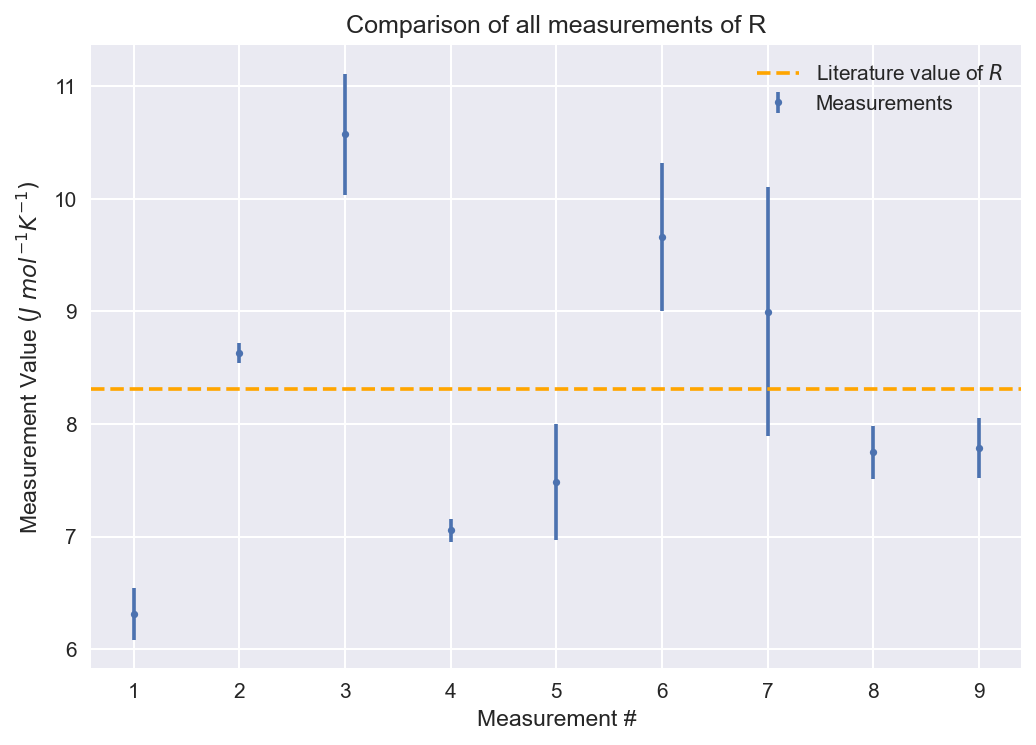 Comparison of all measurements of R
Literature value of R
Measurements
Measurement Value (J mol⁻¹K⁻¹)
11
10
9
8
7
6
1 2 3 4 5 6 7 8 9
Measurement #